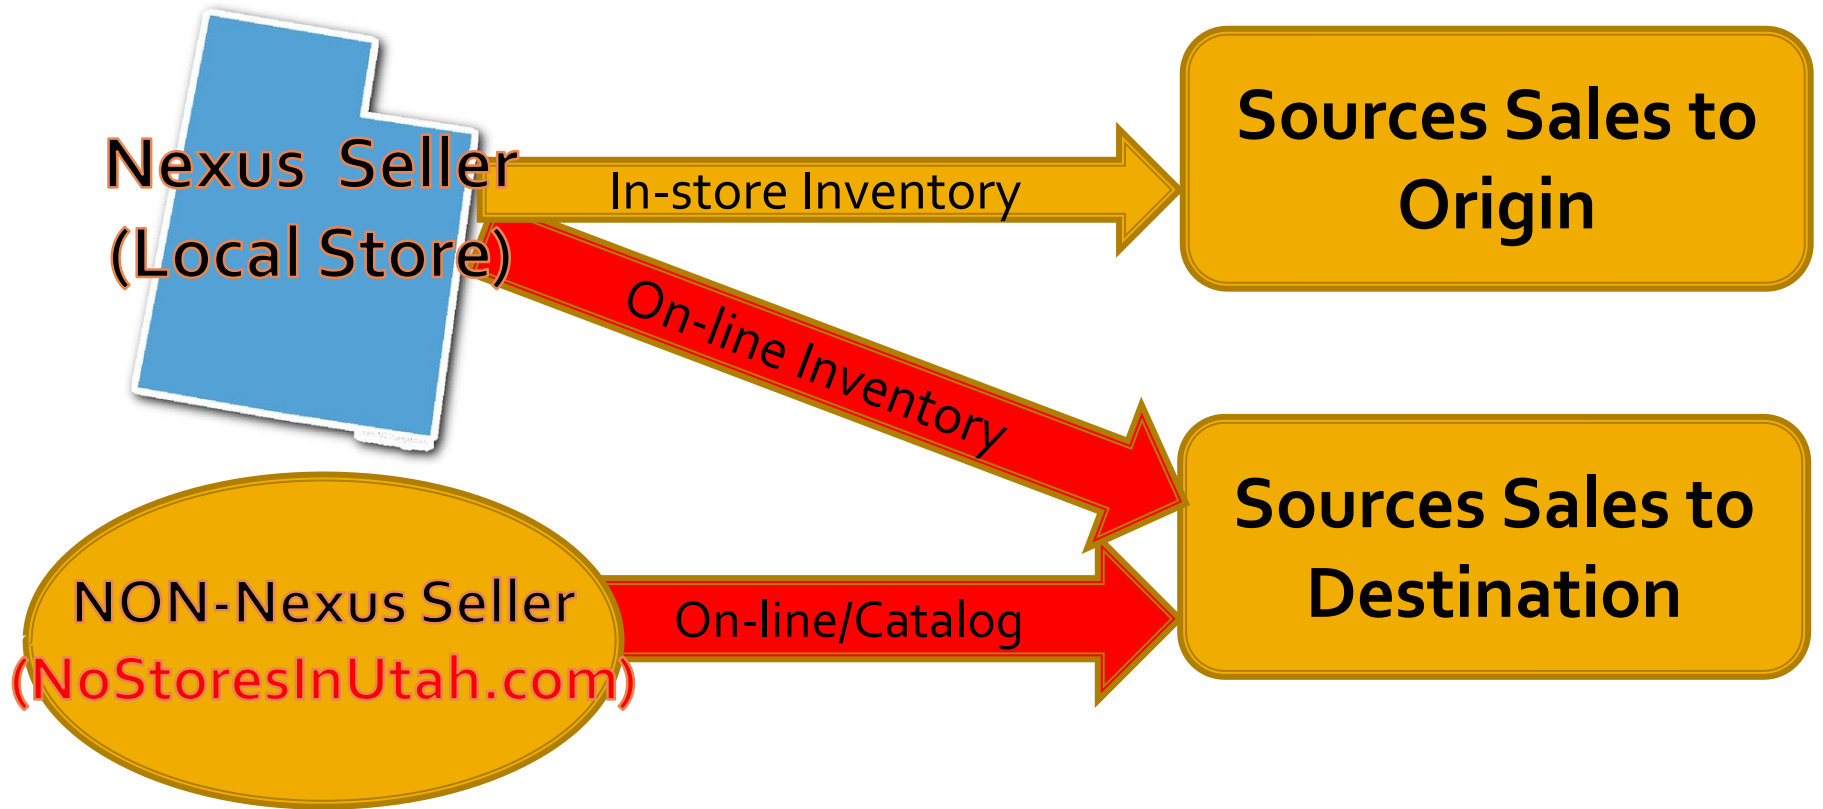 Nexus Seller
(Local Store)
In-store Inventory
Sources Sales to
Origin
On-line Inventory
Sources Sales to
Destination
NON-Nexus Seller
(NoStoresInUtah.com)
On-line/Catalog